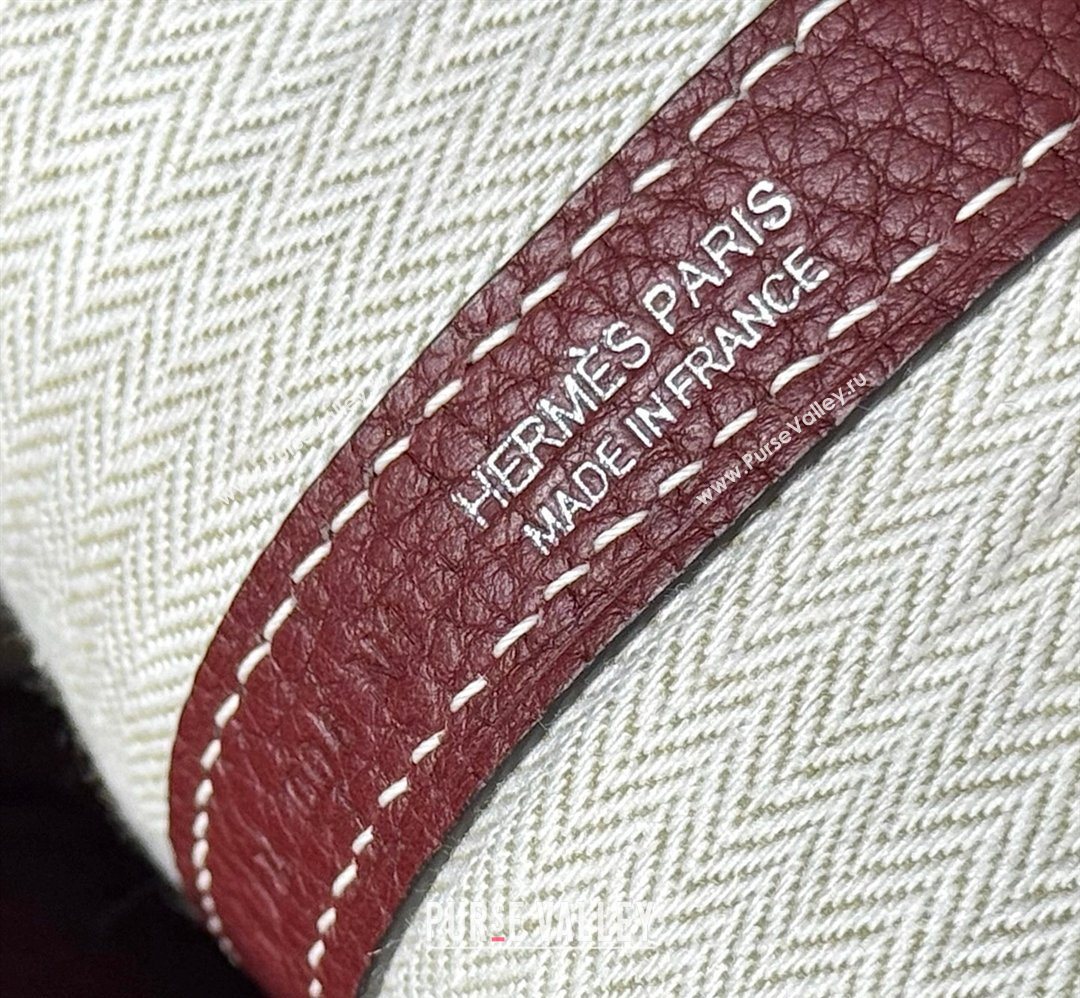 HERMÈS PARIS
MADE IN FRANCE
www.PurseValley.ru
PURSE VALLEY